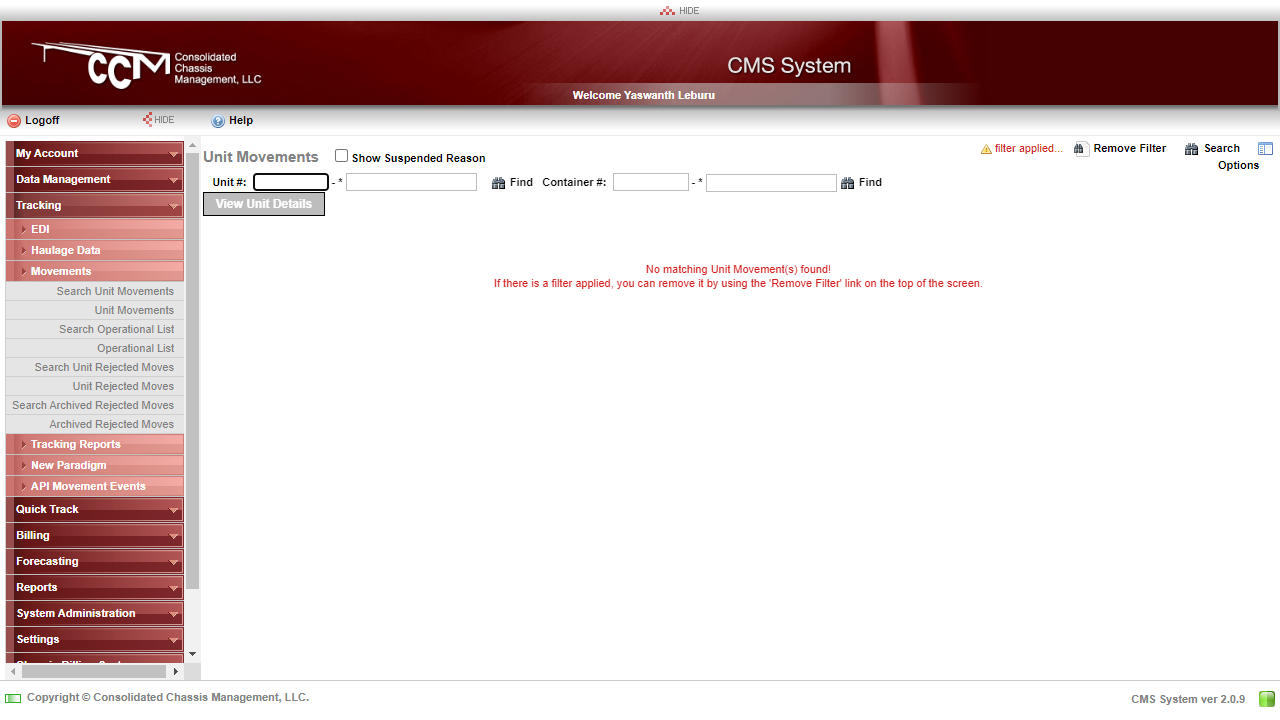 HIDE
CCM Consolidated
Chassis
Management, LLC
CMS System
Welcome Yaswanth Leburu
Logoff HIDE Help
My Account
Data Management
Tracking
EDI
Haulage Data
Movements
Search Unit Movements
Unit Movements
Search Operational List
Operational List
Search Unit Rejected Moves
Unit Rejected Moves
Search Archived Rejected Moves
Archived Rejected Moves
Tracking Reports
New Paradigm
API Movement Events
Quick Track
Billing
Forecasting
Reports
System Administration
Settings
Unit Movements Show Suspended Reason
filter applied... Remove Filter Search
Options
Unit #: - * Find Container #: - * Find
View Unit Details
No matching Unit Movement(s) found!
If there is a filter applied, you can remove it by using the 'Remove Filter' link on the top of the screen.
Copyright © Consolidated Chassis Management, LLC.
CMS System ver 2.0.9